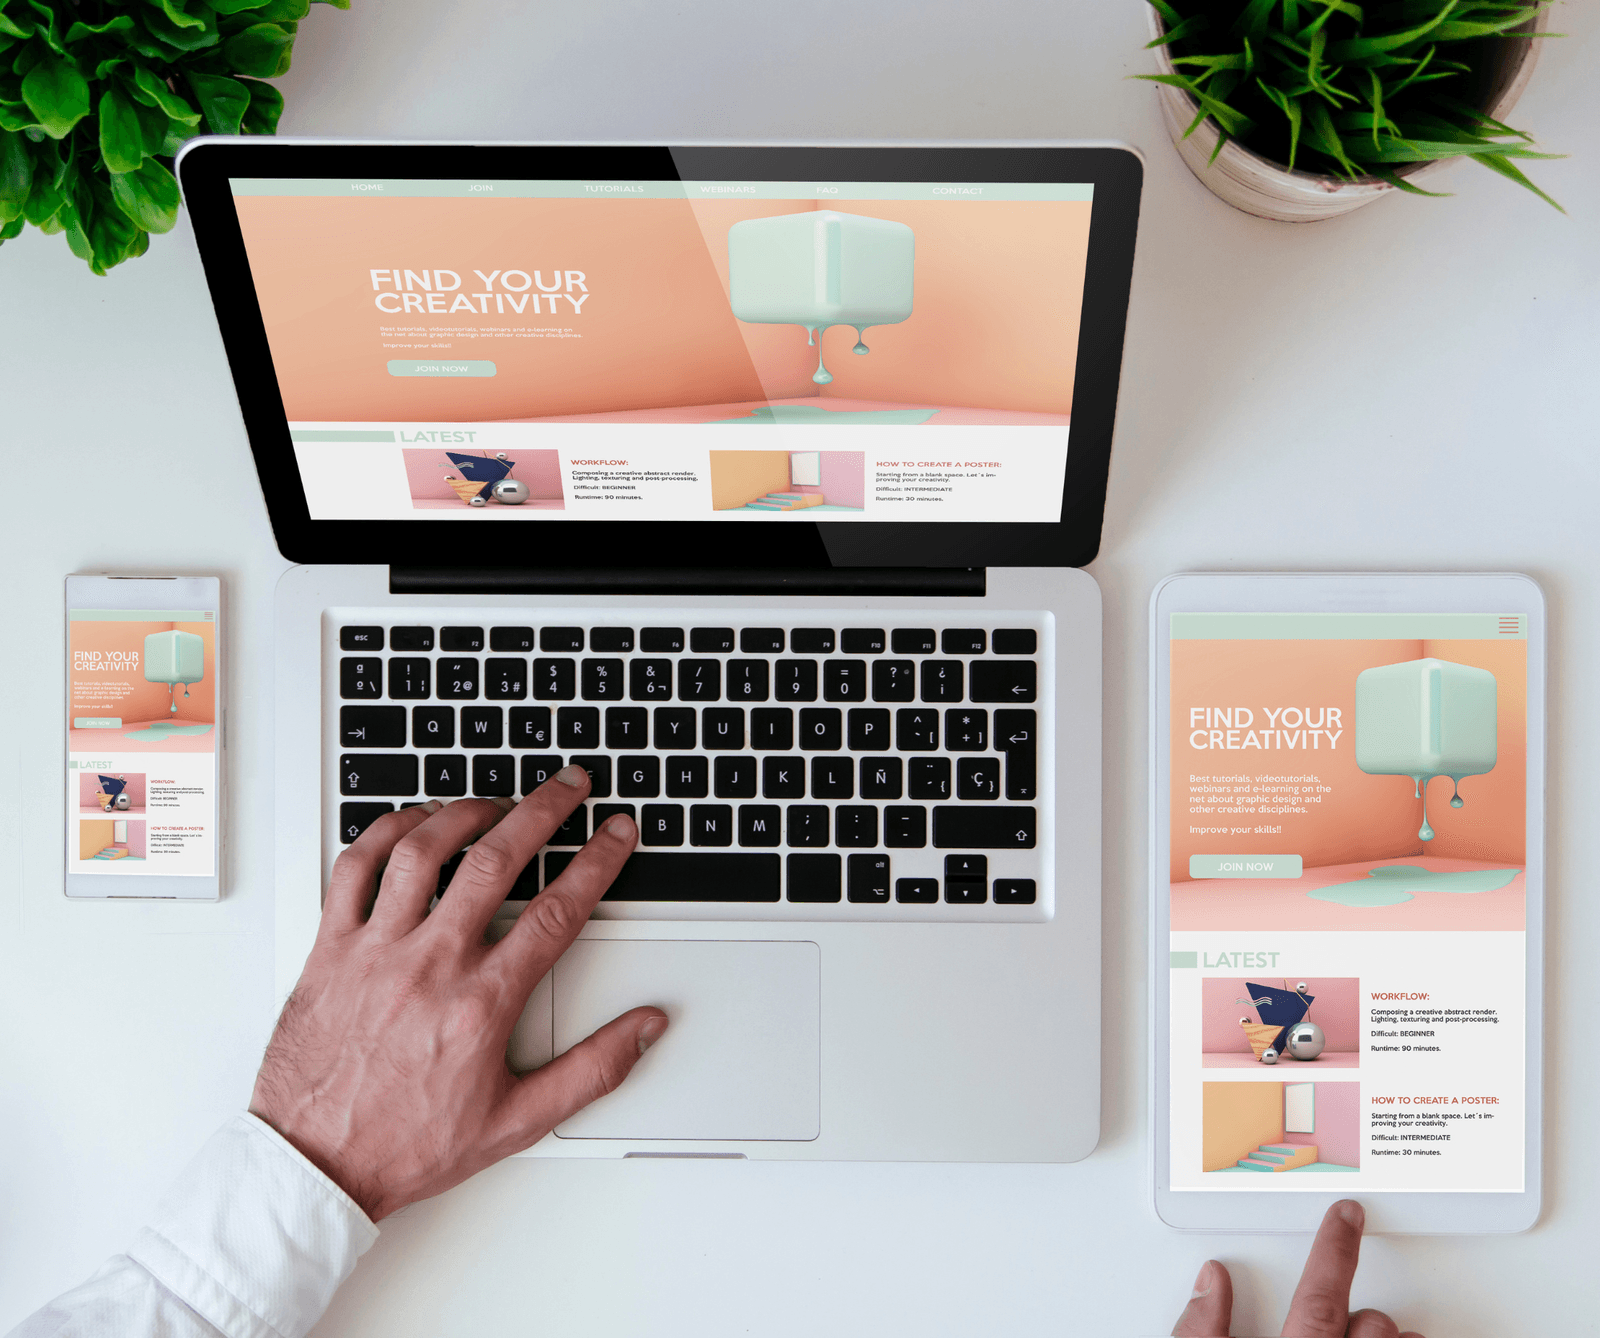 HOME JOIN TUTORIALS WEBINARS FAQ CONTACT
FIND YOUR
CREATIVITY
Best tutorials, videotutorials, webinars and e-learning on
the net about graphic design and other creative disciplines.
Improve your skills!!
JOIN NOW
LATEST
WORKFLOW:
Composing a creative abstract render.
Lighting, texturing and post-processing.
Difficult: BEGINNER
Runtime: 90 minutes.
HOW TO CREATE A POSTER:
Starting from a blank space. Let´s im-
proving your creativity.
Difficult: INTERMEDIATE
Runtime: 30 minutes.
esc F1 F2 F3 F4 F5 F6 F7 F8 F9 F10 F11 F12
ª ! " · $ % & / ( ) = ? ¿
º \ 1 | 2 @ 3 # 4 5 6 ¬ 7 8 9 0 ' ¡
Q W E € R T Y U I O P ^ ` [ * + ]
A S D F G H J K L Ñ ¨ ´ { Ç }
C B N M ; , : . _ -
alt
FIND YOUR
CREATIVITY
Best tutorials, videotutorials,
webinars and e-learning on the
net about graphic design and
other creative disciplines.
Improve your skills!!
JOIN NOW
LATEST
WORKFLOW:
Composing a creative abstract render.
Lighting, texturing and post-processing.
Difficult: BEGINNER
Runtime: 90 minutes.
HOW TO CREATE A POSTER:
Starting from a blank space. Let´s im-
proving your creativity.
Difficult: INTERMEDIATE
Runtime: 30 minutes.
FIND YOUR
CREATIVITY
Best tutorials, videotutorials,
webinars and e-learning on the
net about graphic design and
other creative disciplines.
Improve your skills!!
JOIN NOW
LATEST
WORKFLOW:
Composing a creative abstract render.
Lighting, texturing and post-processing.
Difficult: BEGINNER
Runtime: 90 minutes.
HOW TO CREATE A POSTER:
Starting from a blank space. Let´s im-
proving your creativity.
Difficult: INTERMEDIATE
Runtime: 30 minutes.